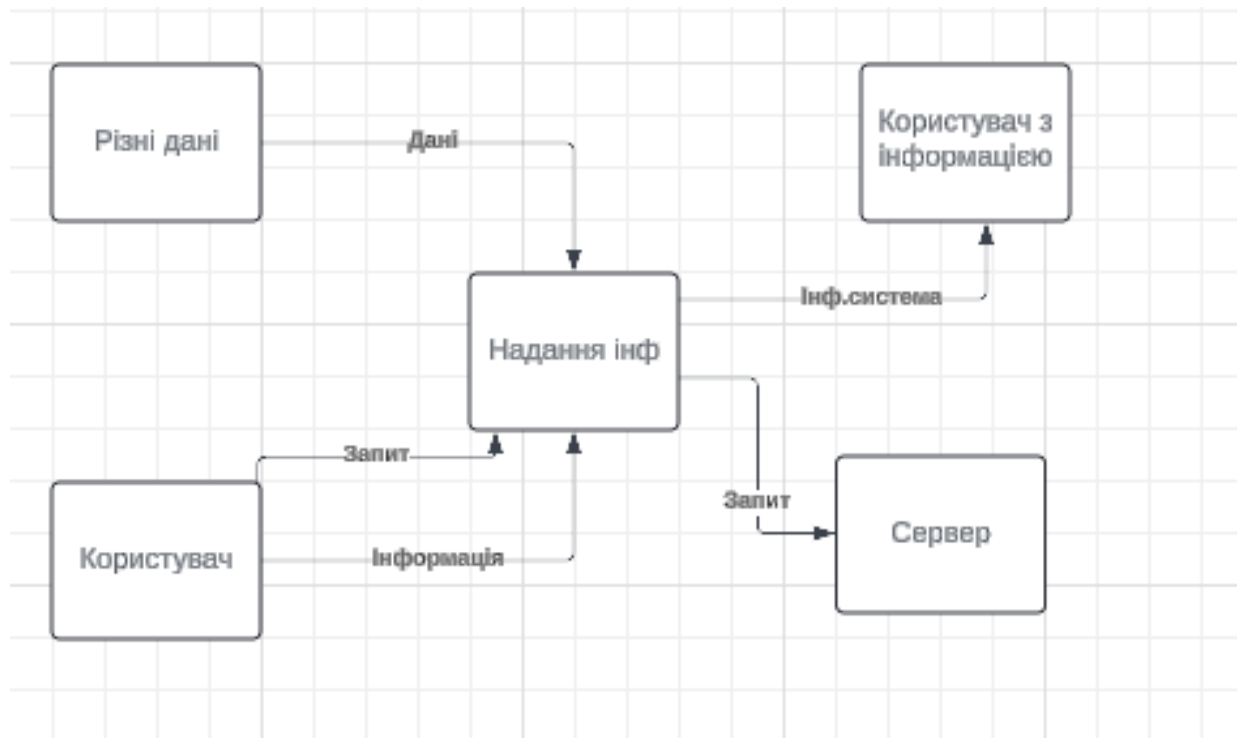 Різні дані
Дані
Користувач з
інформацією
Інф.система
Надання інф
Запит
Запит
Сервер
Користувач
Інформація